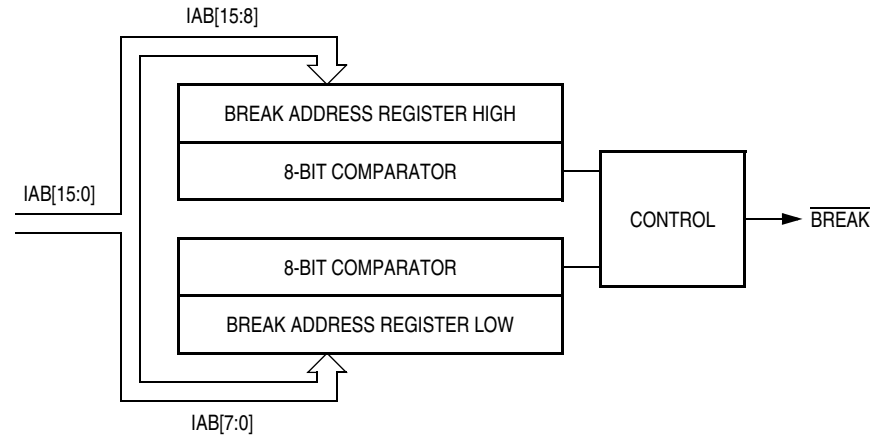 IAB[15:8]
BREAK ADDRESS REGISTER HIGH
8-BIT COMPARATOR
IAB[15:0]
CONTROL
BREAK
8-BIT COMPARATOR
BREAK ADDRESS REGISTER LOW
IAB[7:0]